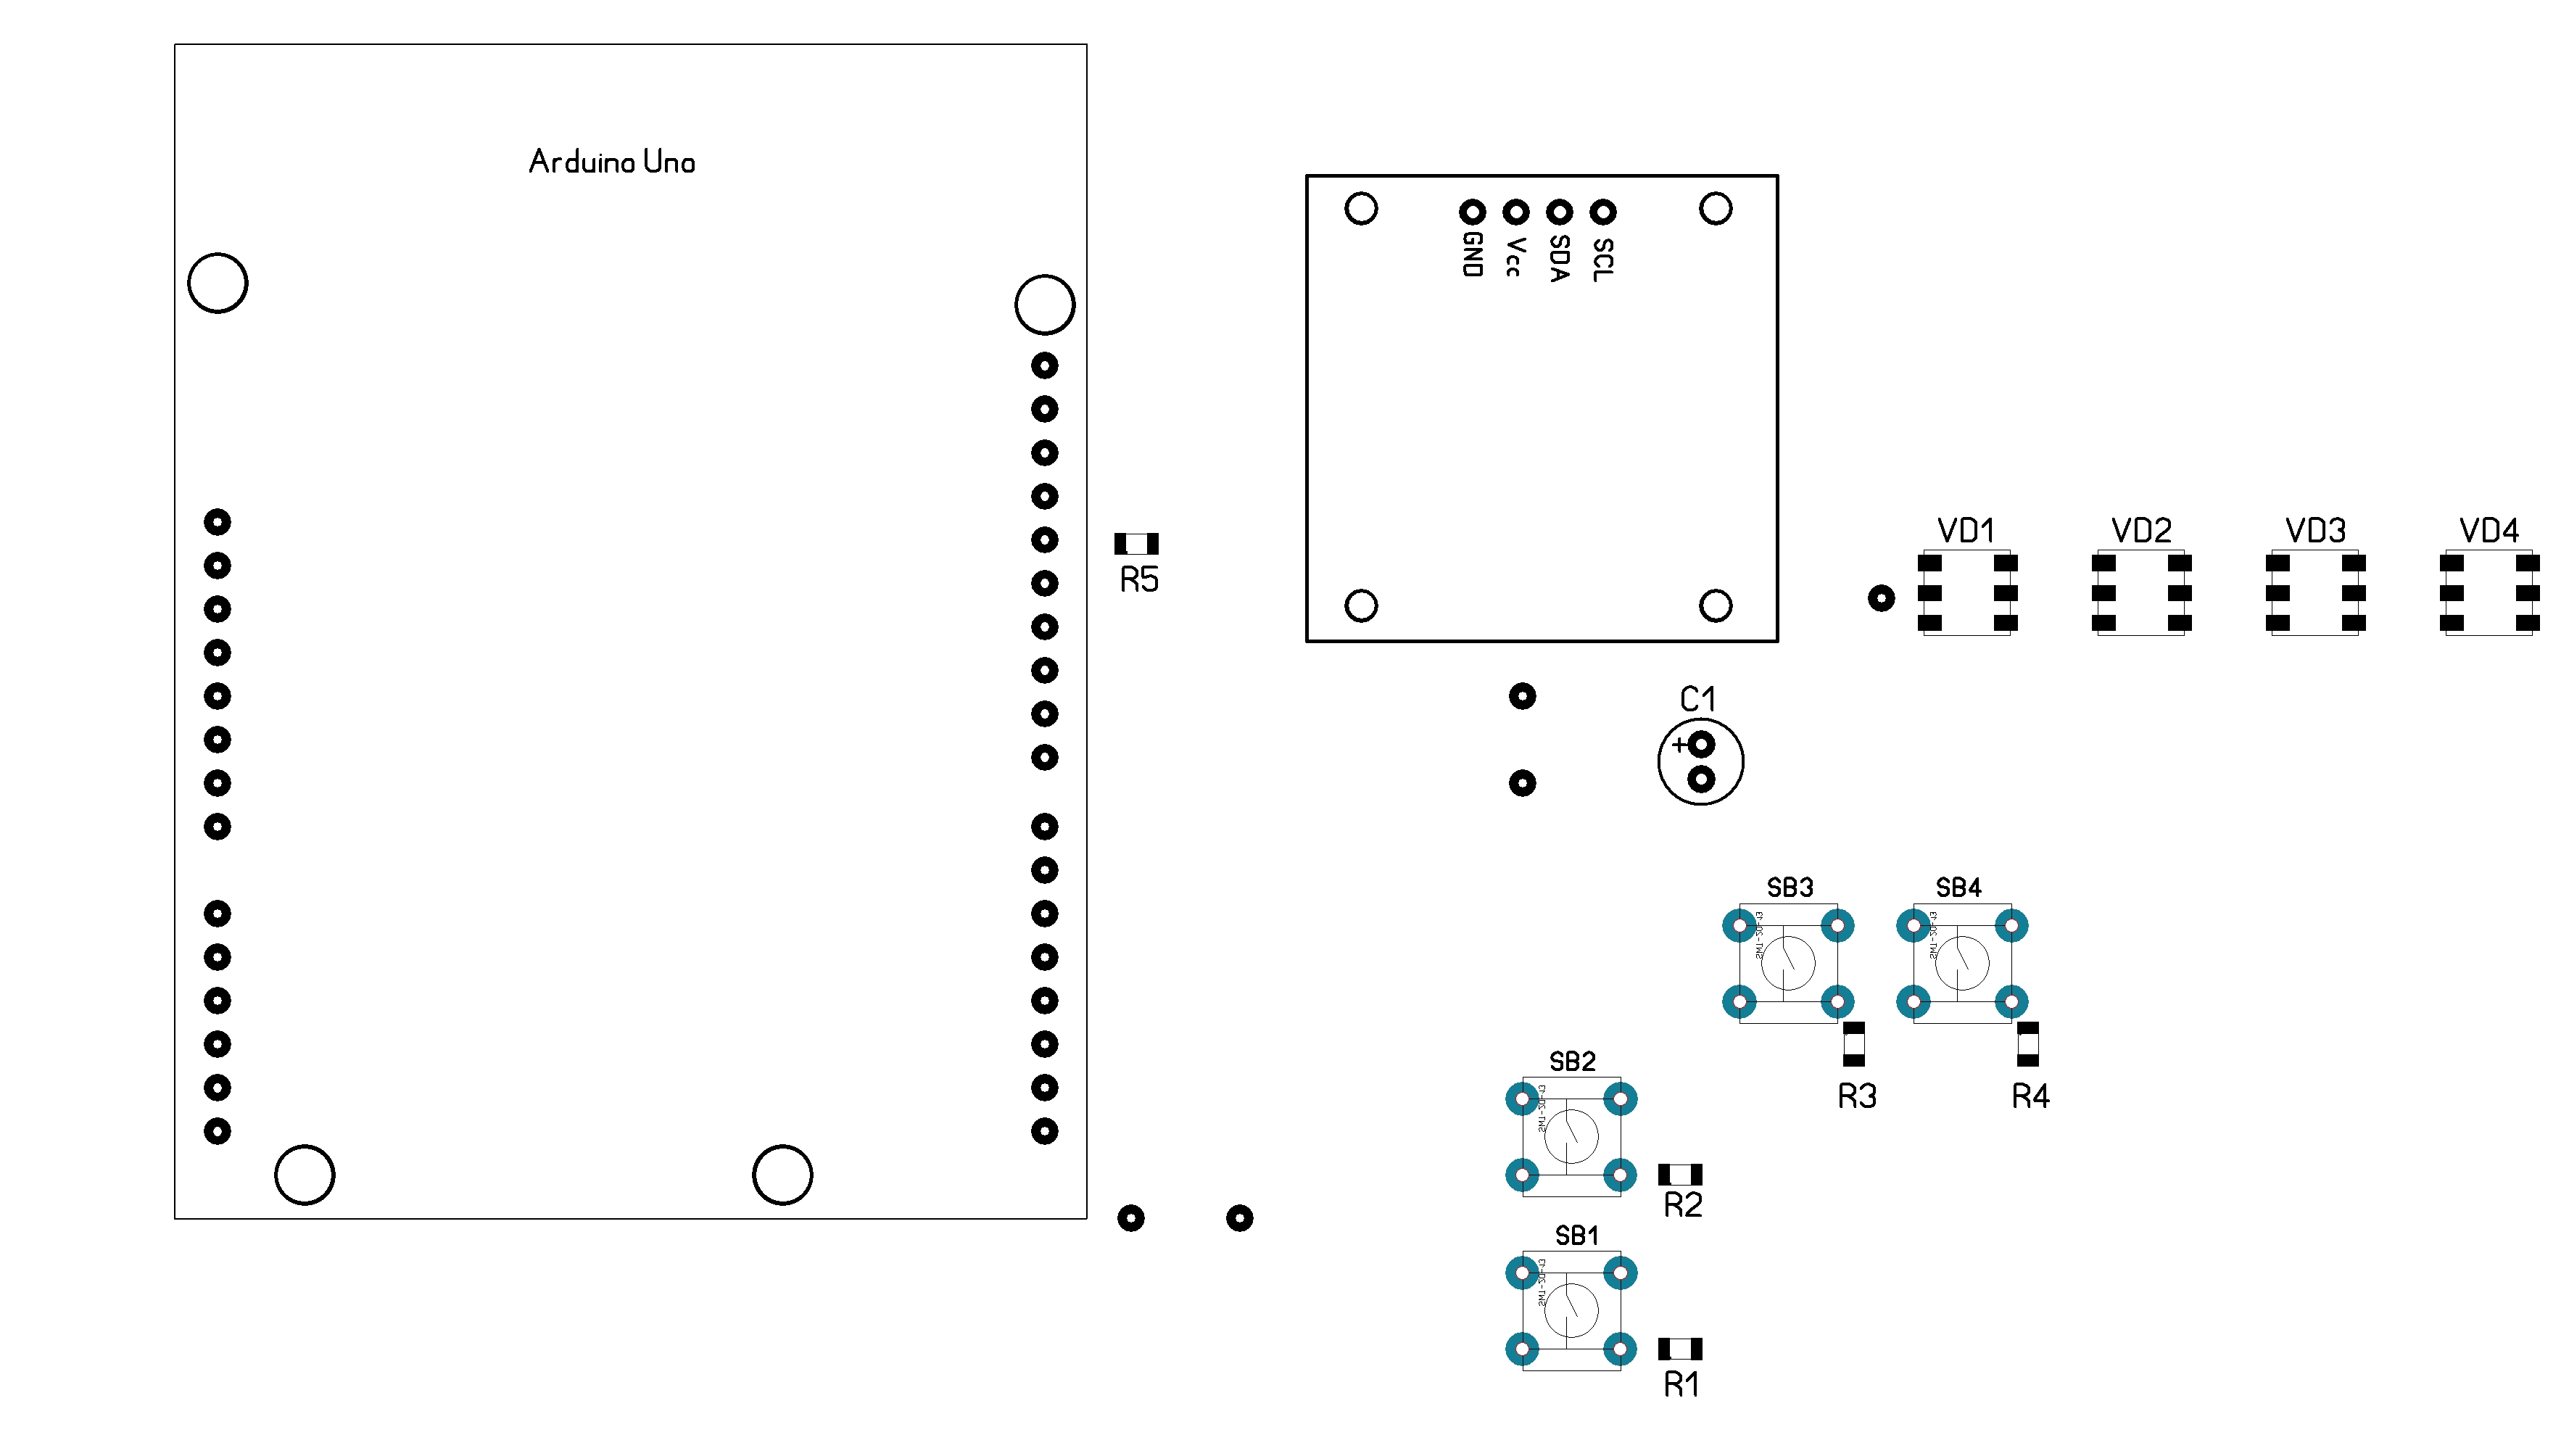 Arduino Uno
GND
Vcc
SDA
SCL
VD1
VD2
VD3
VD4
R5
C1
+
SB3
SB4
R3
R4
SB2
R2
SB1
R1